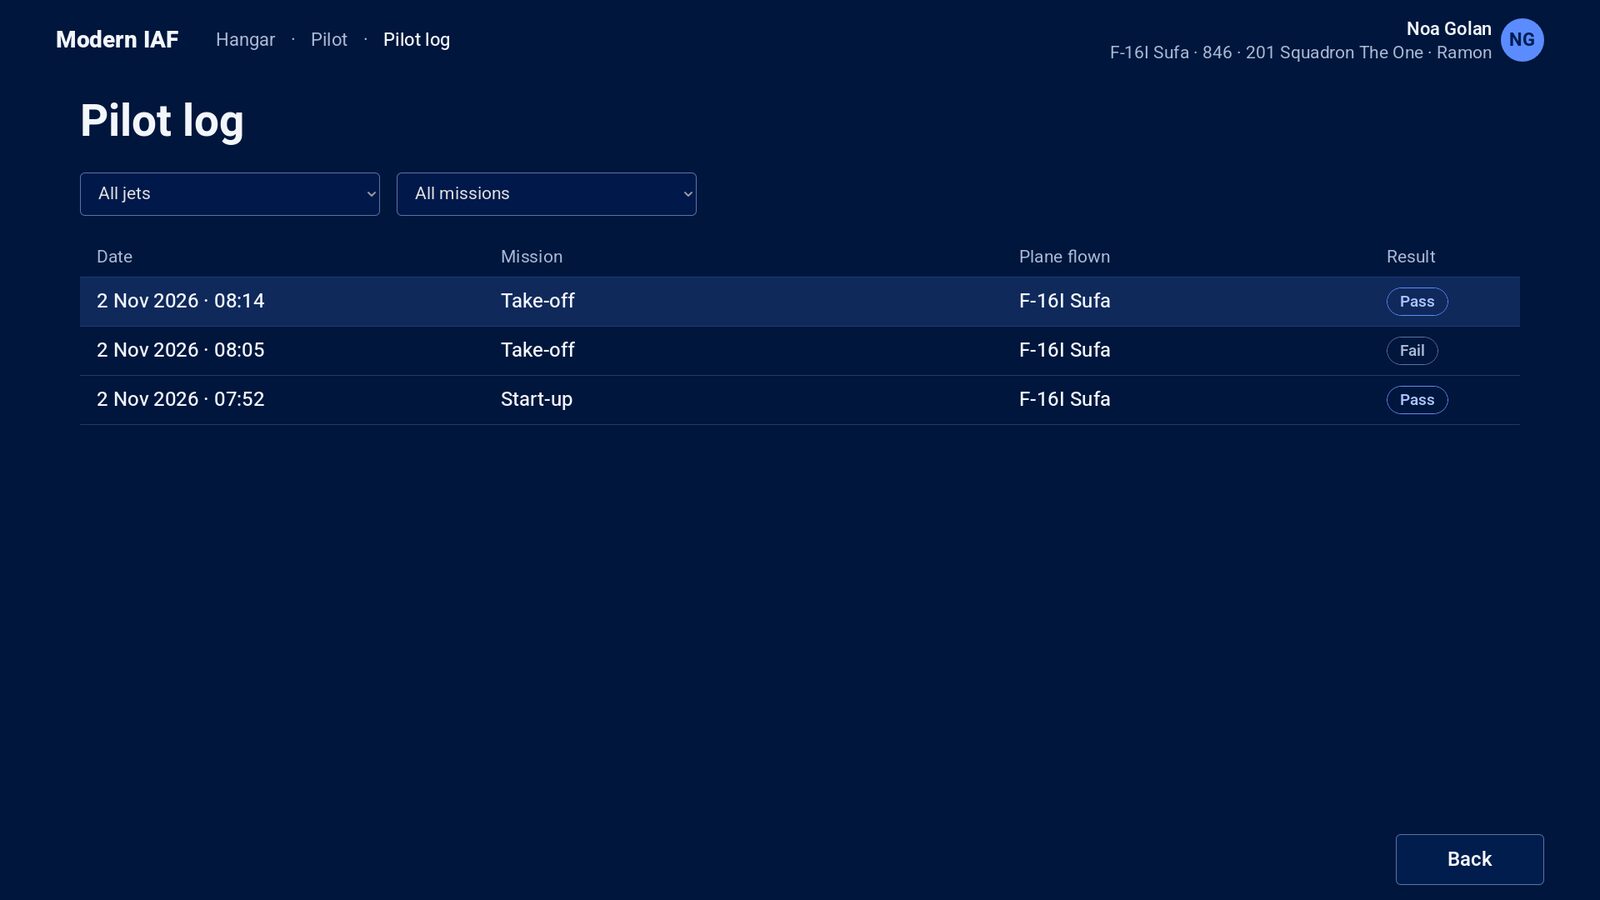 Modern IAF Hangar · Pilot · Pilot log
Noa Golan
F-16I Sufa · 846 · 201 Squadron The One · Ramon
NG
Pilot log
All jets All missions
Date Mission Plane flown Result
2 Nov 2026 · 08:14 Take-off F-16I Sufa Pass
2 Nov 2026 · 08:05 Take-off F-16I Sufa Fail
2 Nov 2026 · 07:52 Start-up F-16I Sufa Pass
Back